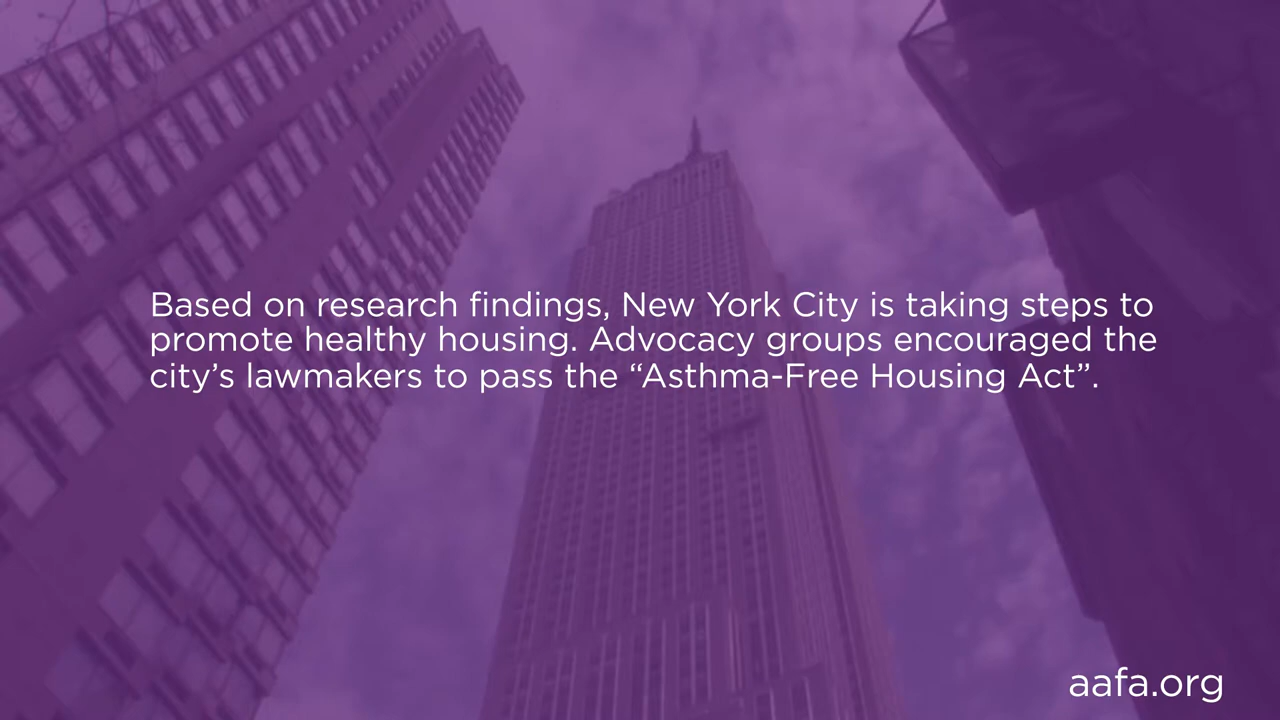 Based on research findings, New York City is taking steps to
promote healthy housing. Advocacy groups encouraged the
city’s lawmakers to pass the “Asthma-Free Housing Act”.
aafa.org